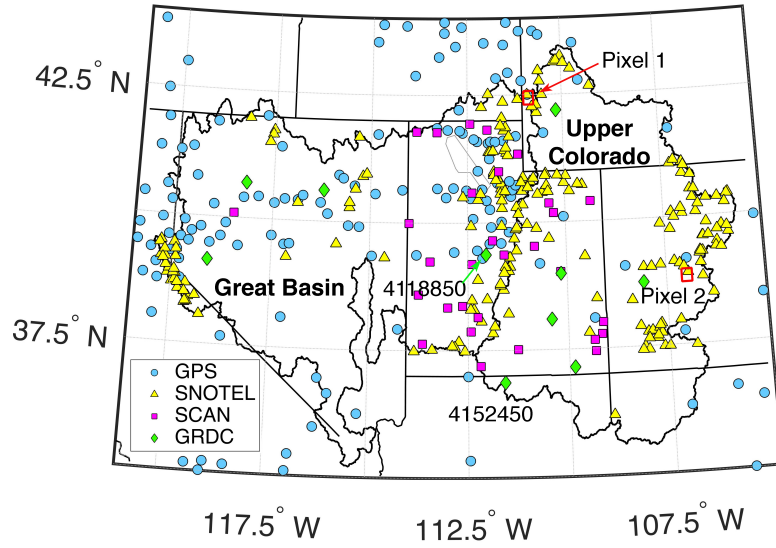 42.5° N
Pixel 1
Upper
Colorado
Great Basin
4118850
Pixel 2
37.5° N
GPS
SNOTEL
SCAN
GRDC
4152450
117.5° W
112.5° W
107.5° W